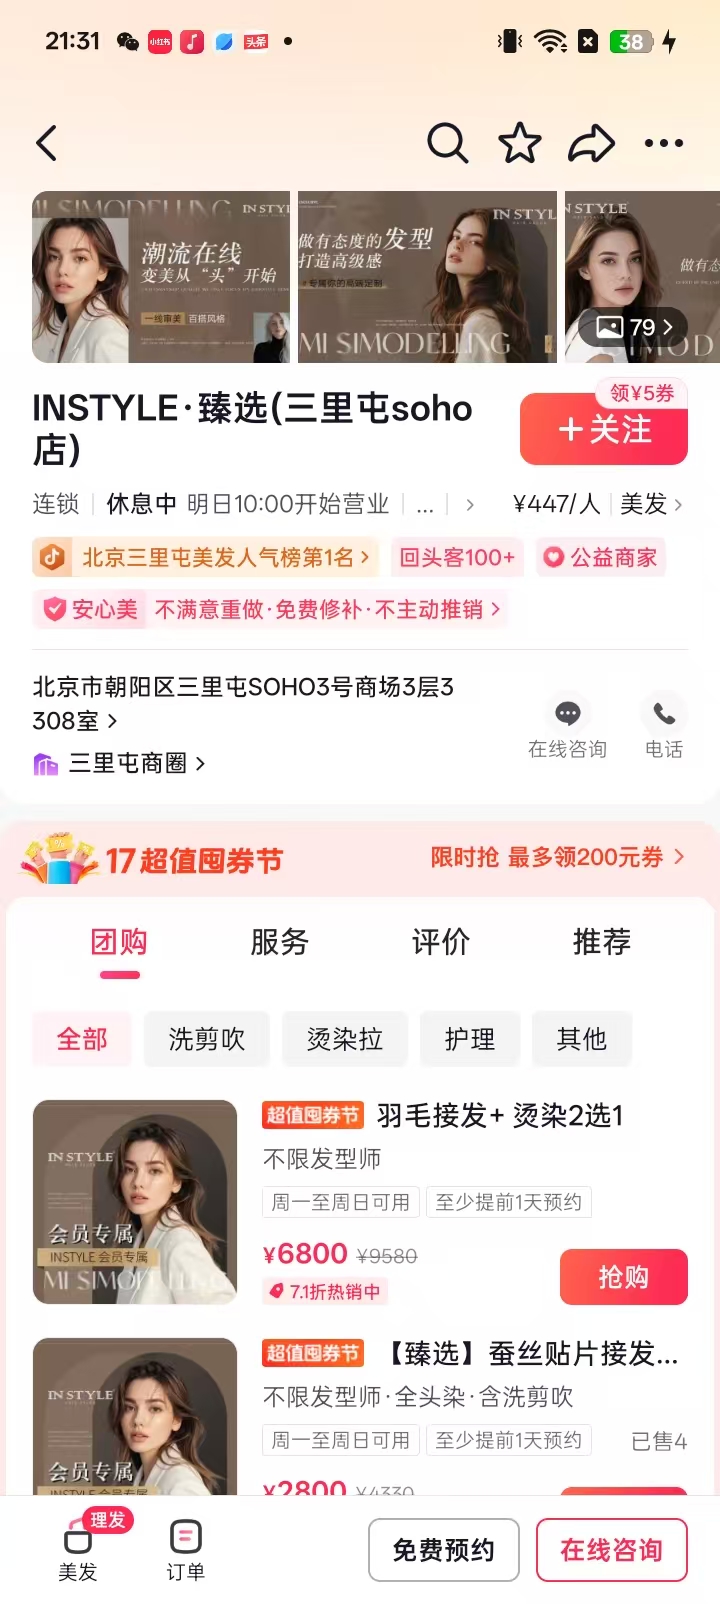 21:31
小红书
头条
38
INSTYLE
潮流在线
变美从“头”开始
一线审美 百搭风格
做有态度的发型
打造高级感
专属你的高端定制
MI SIMODELLING
INSTYLE
做有态
79
INSTYLE·臻选(三里屯soho
店)
领¥5券
+关注
连锁 休息中 明日10:00开始营业 ... ¥447/人 美发
北京三里屯美发人气榜第1名 回头客100+ 公益商家
安心美 不满意重做·免费修补·不主动推销
北京市朝阳区三里屯SOHO3号商场3层3
308室
三里屯商圈
在线咨询 电话
17超值囤券节 限时抢 最多领200元券
团购 服务 评价 推荐
全部 洗剪吹 烫染拉 护理 其他
INSTYLE
会员专属
INSTYLE 会员专属
MI SIMODELLING
超值囤券节 羽毛接发+ 烫染2选1
不限发型师
周一至周日可用 至少提前1天预约
¥6800 ¥9580
7.1折热销中
抢购
INSTYLE
会员专属
INSTYLE 会员专属
超值囤券节 【臻选】蚕丝贴片接发...
不限发型师·全头染·含洗剪吹
周一至周日可用 至少提前1天预约 已售4
¥2800 ¥4330
理发
美发 订单 免费预约 在线咨询